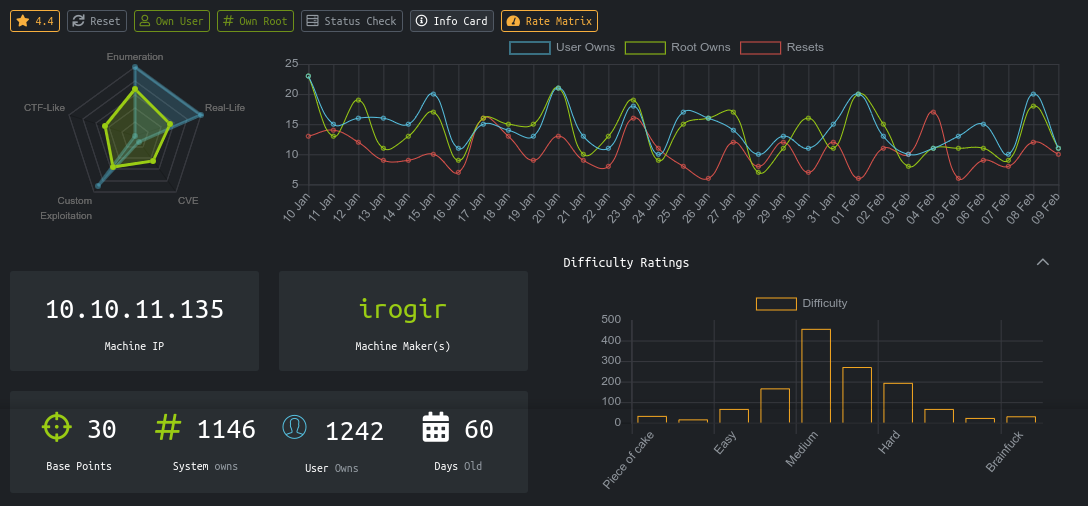 4.4 Reset Own User Own Root Status Check Info Card Rate Matrix
User Owns Root Owns Resets
Enumeration
Real-Life
CVE
Custom
Exploitation
CTF-Like
25
20
15
10
5
10 Jan 11 Jan 12 Jan 13 Jan 14 Jan 15 Jan 16 Jan 17 Jan 18 Jan 19 Jan 20 Jan 21 Jan 22 Jan 23 Jan 24 Jan 25 Jan 26 Jan 27 Jan 28 Jan 29 Jan 30 Jan 31 Jan 01 Feb 02 Feb 03 Feb 04 Feb 05 Feb 06 Feb 07 Feb 08 Feb 09 Feb
10.10.11.135
Machine IP
irogir
Machine Maker(s)
30
Base Points
1146
System owns
1242
User Owns
60
Days Old
Difficulty Ratings
Difficulty
500
400
300
200
100
0
Piece of cake Easy Medium Hard Brainfuck